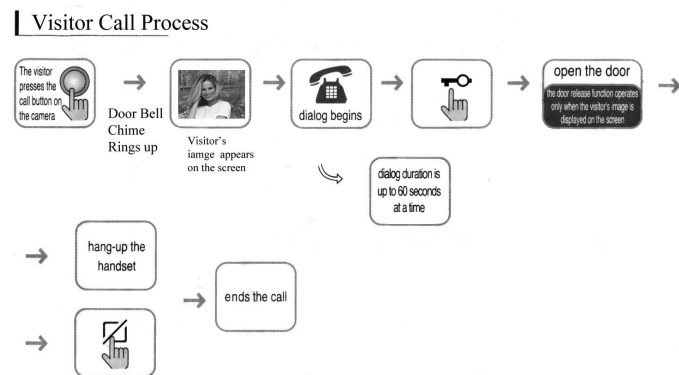 Visitor Call Process
The visitor
presses the
call button on
the camera
Door Bell
Chime
Rings up
Visitor's
iamge appears
on the screen
dialog begins
dialog duration is
up to 60 seconds
at a time
open the door
the door release function operates
only when the visitor's image is
displayed on the screen
hang-up the
handset
ends the call